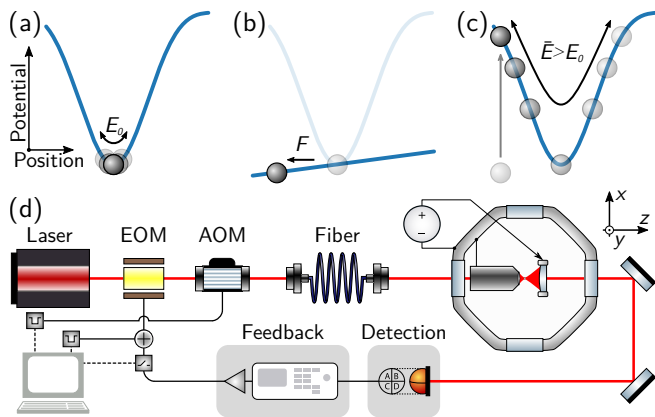 (a)
(b)
(c)
Potential
Position
E₀
F
Ē>E₀
(d)
Laser
EOM
AOM
Fiber
+
−
x
z
y
Feedback
Detection
A B
C D